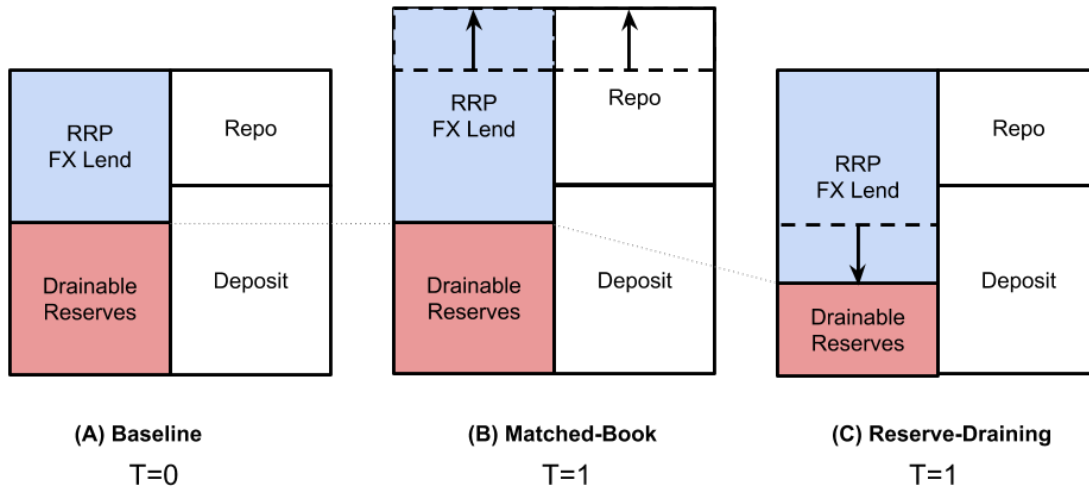 RRP
FX Lend
Repo
Drainable
Reserves
Deposit
(A) Baseline
T=0
RRP
FX Lend
Repo
Drainable
Reserves
Deposit
(B) Matched-Book
T=1
RRP
FX Lend
Repo
Drainable
Reserves
Deposit
(C) Reserve-Draining
T=1